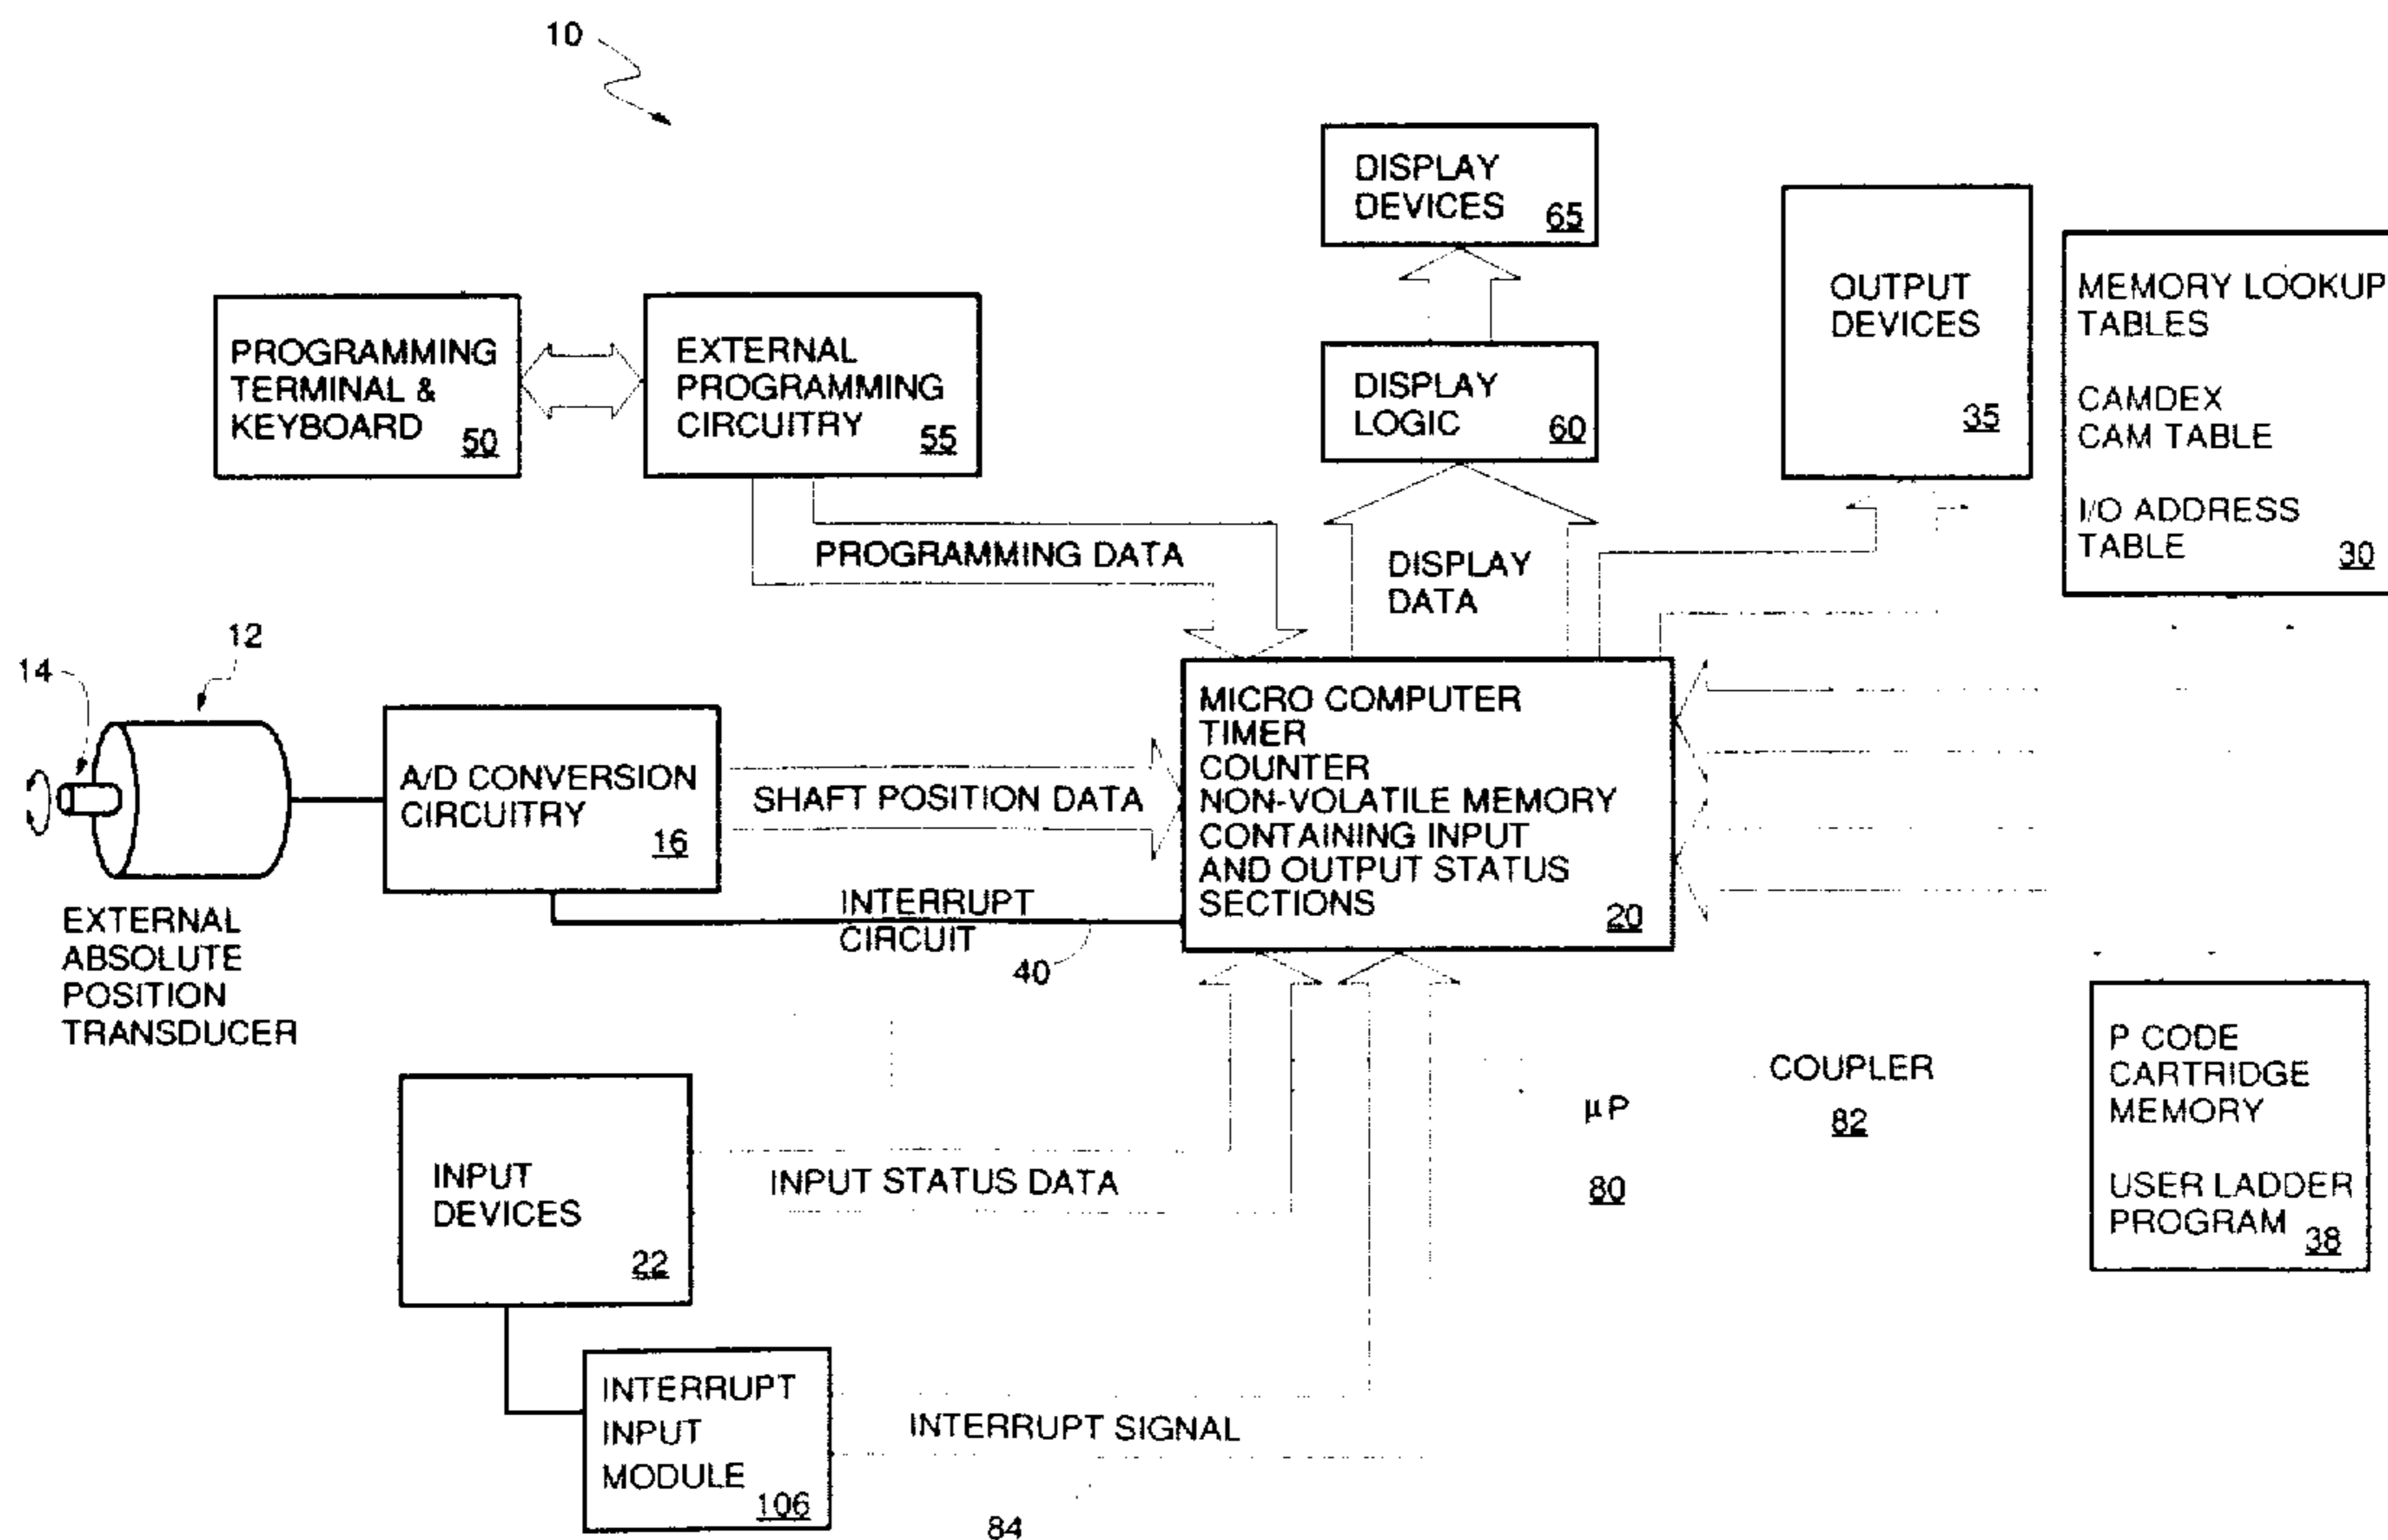 10
DISPLAY
DEVICES
65
OUTPUT
DEVICES
35
MEMORY LOOKUP
TABLES
CAMDEX
CAM TABLE
I/O ADDRESS
TABLE
30
PROGRAMMING
TERMINAL &
KEYBOARD
50
EXTERNAL
PROGRAMMING
CIRCUITRY
55
DISPLAY
LOGIC
60
PROGRAMMING DATA
DISPLAY
DATA
12
14
EXTERNAL
ABSOLUTE
POSITION
TRANSDUCER
A/D CONVERSION
CIRCUITRY
16
SHAFT POSITION DATA
INTERRUPT
CIRCUIT
40
MICRO COMPUTER
TIMER
COUNTER
NON-VOLATILE MEMORY
CONTAINING INPUT
AND OUTPUT STATUS
SECTIONS
20
INPUT
DEVICES
22
INPUT STATUS DATA
µP
80
COUPLER
82
P CODE
CARTRIDGE
MEMORY
USER LADDER
PROGRAM
38
INTERRUPT
INPUT
MODULE
106
INTERRUPT SIGNAL
84